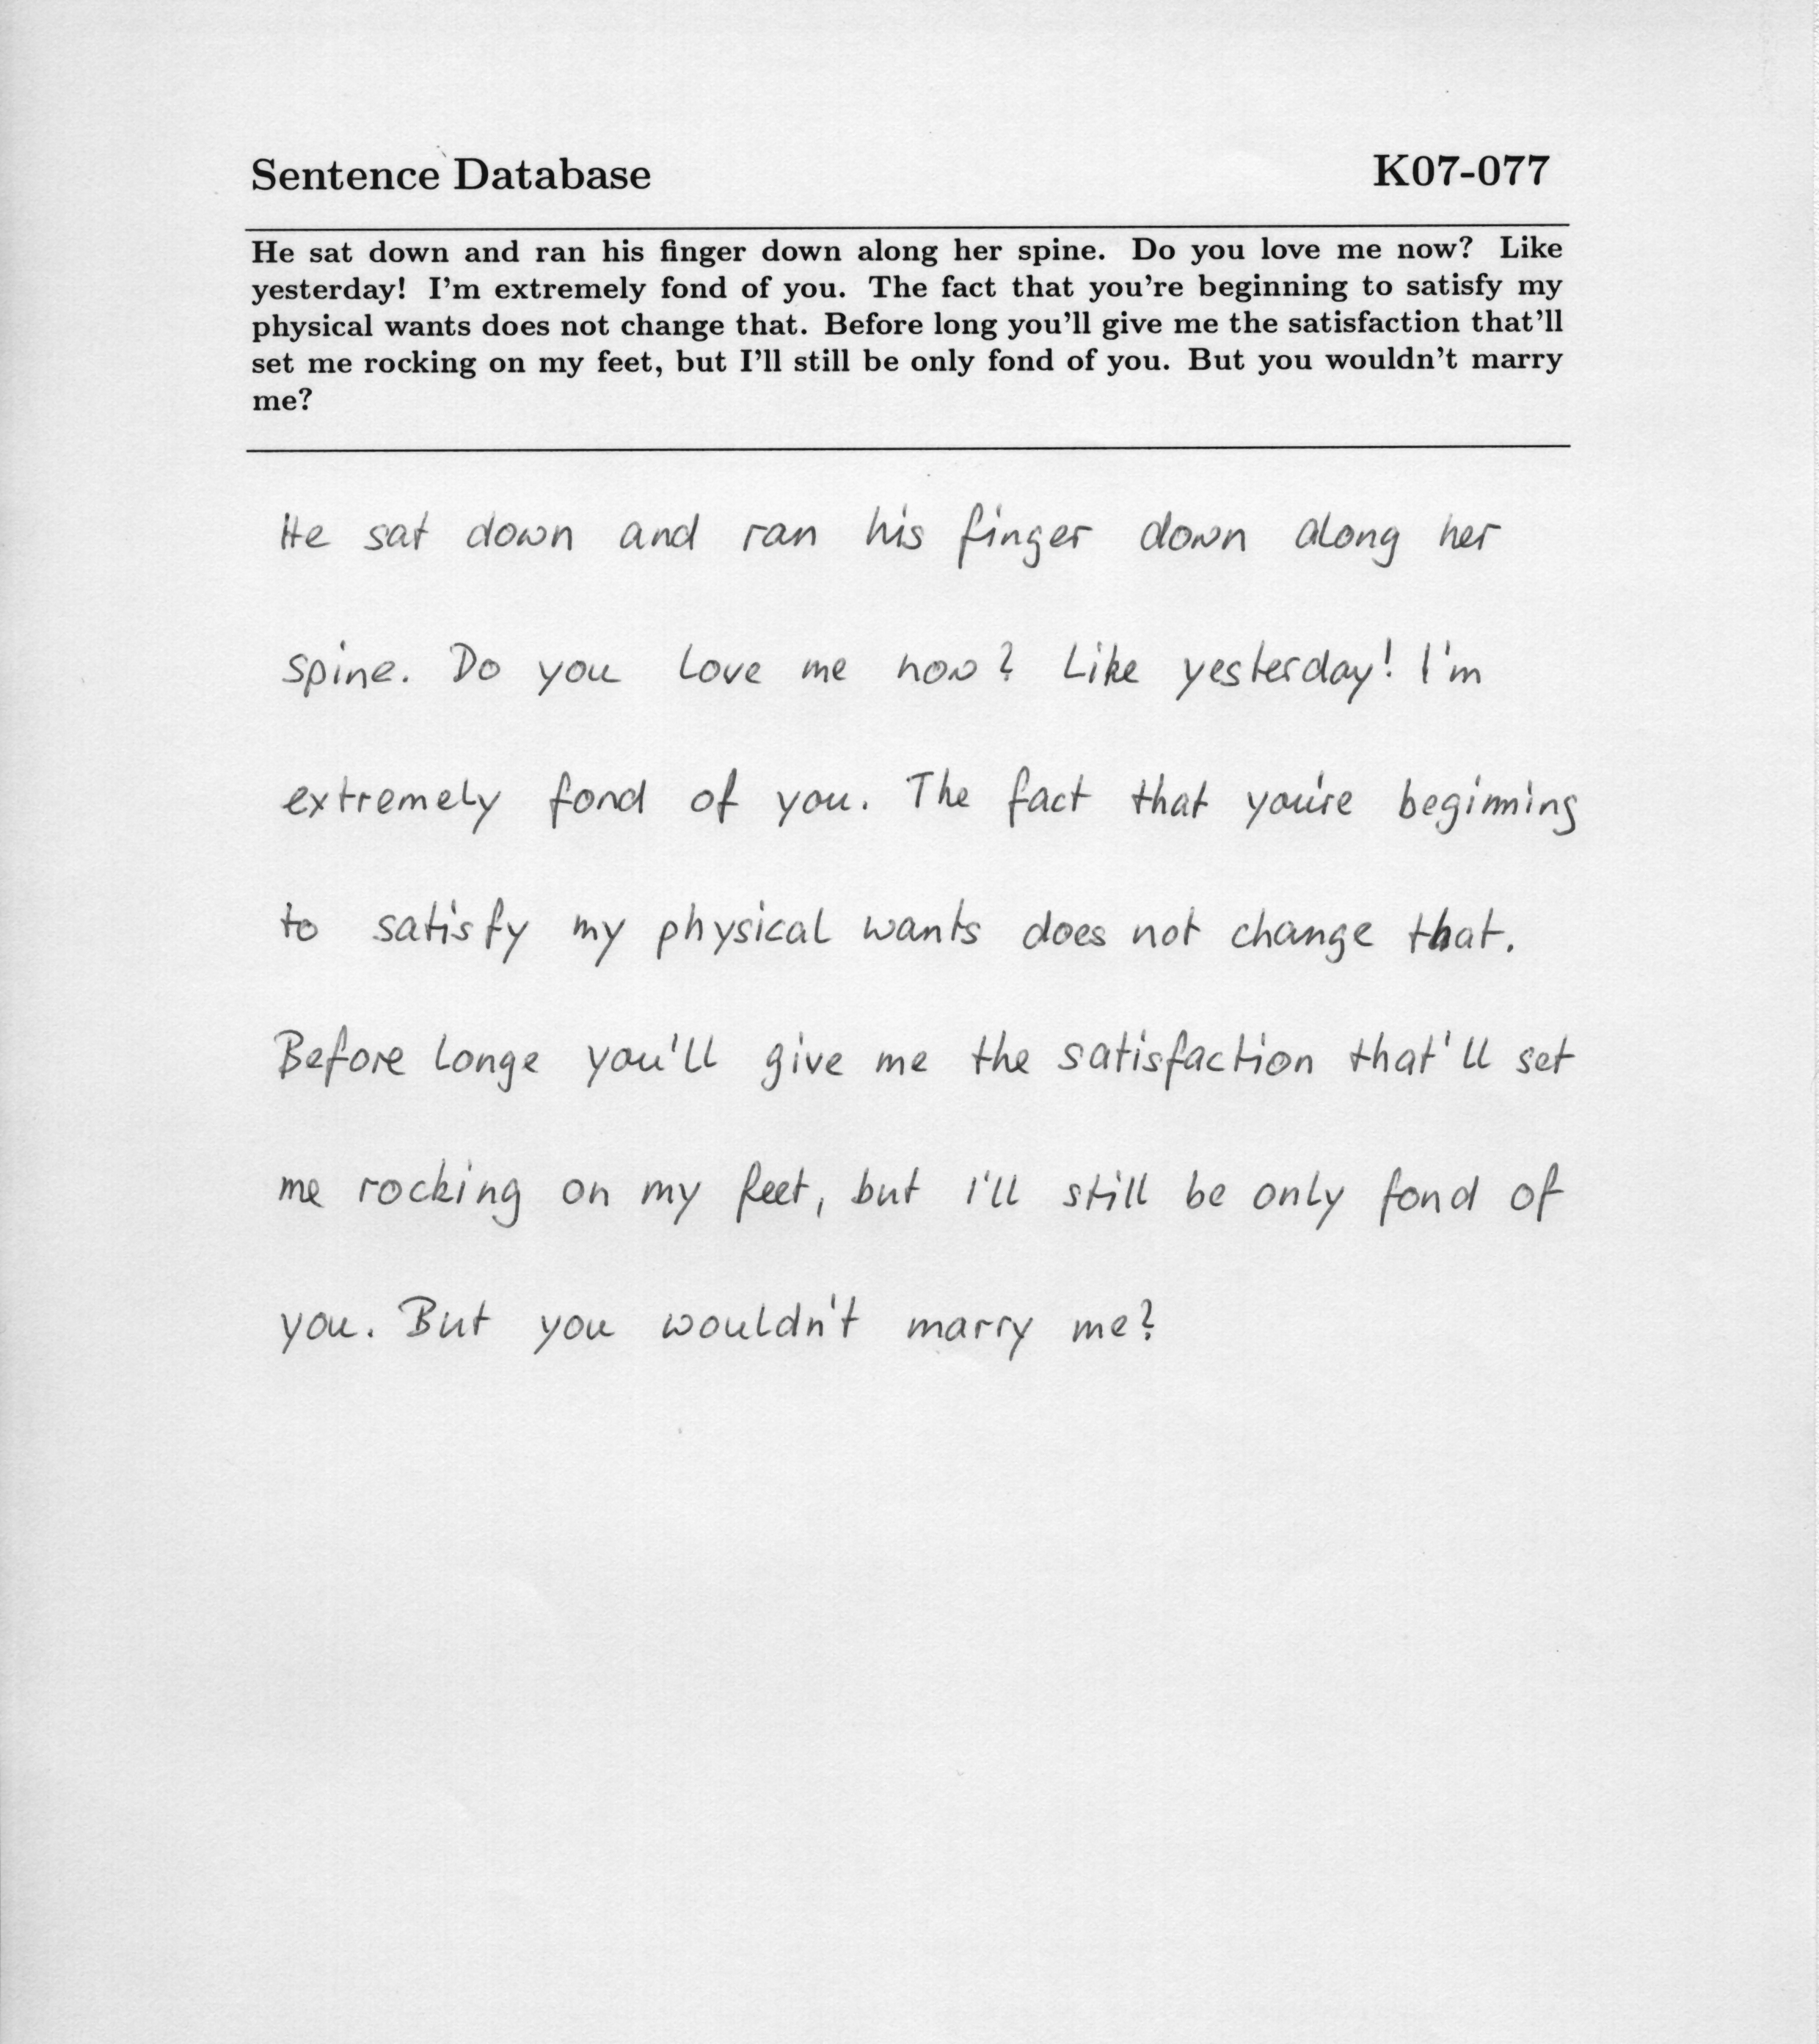 Sentence Database K07-077
He sat down and ran his finger down along her spine. Do you love me now? Like
yesterday! I'm extremely fond of you. The fact that you're beginning to satisfy my
physical wants does not change that. Before long you'll give me the satisfaction that'll
set me rocking on my feet, but I'll still be only fond of you. But you wouldn't marry
me?
He sat down and ran his finger down along her
spine. Do you love me now? Like yesterday! I'm
extremely fond of you. The fact that you're beginning
to satisfy my physical wants does not change that.
Before longe you'll give me the satisfaction that'll set
me rocking on my feet, but I'll still be only fond of
you. But you wouldn't marry me?